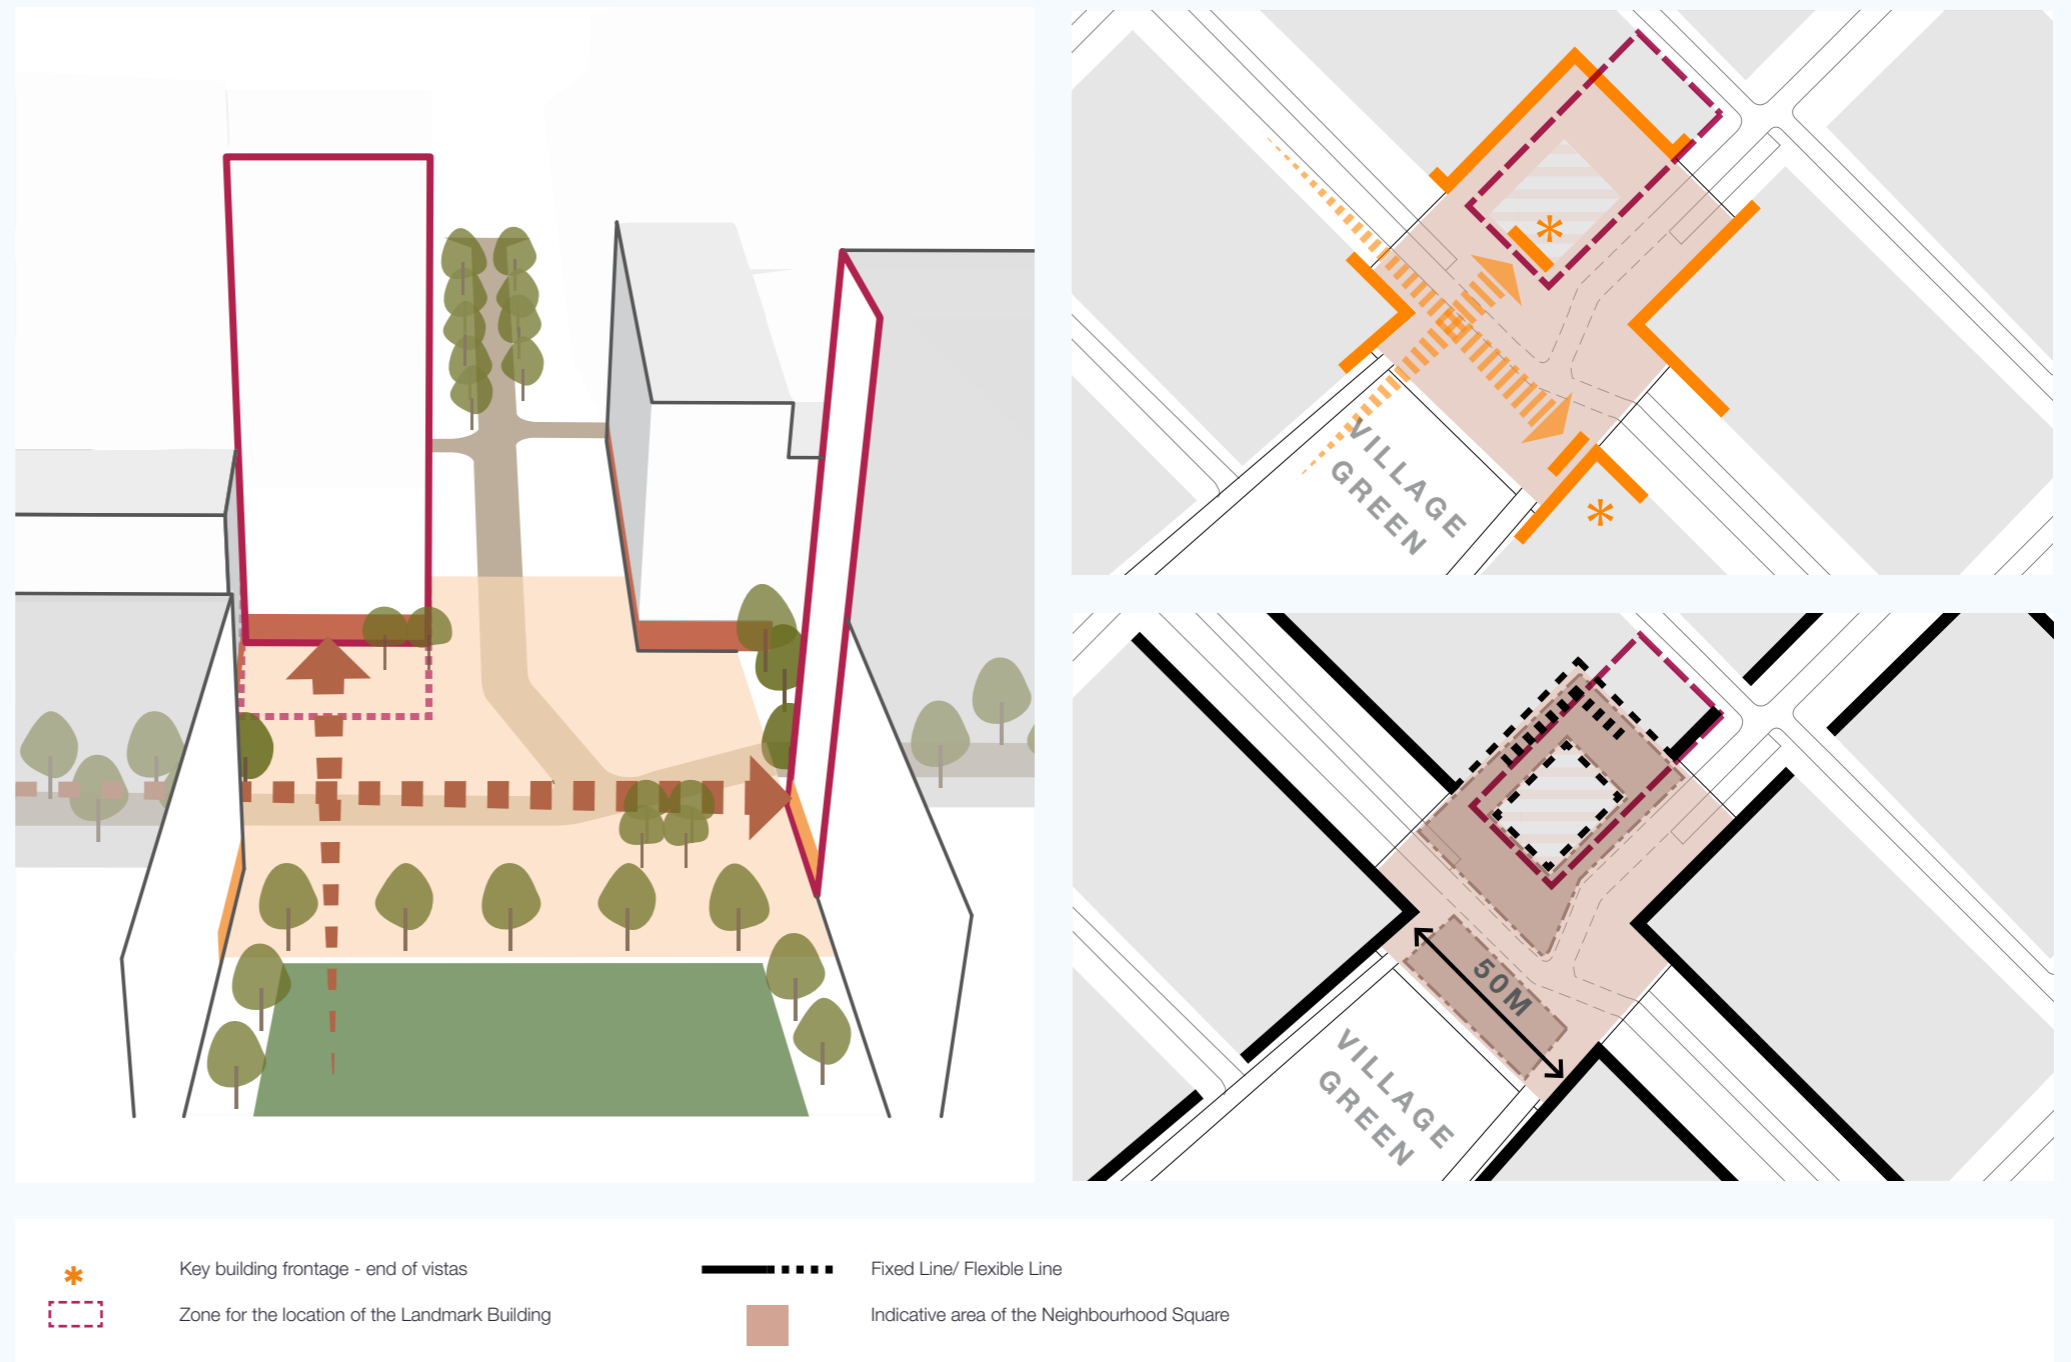 VILLAGE
GREEN
50M
VILLAGE
GREEN
Key building frontage - end of vistas
Fixed Line/ Flexible Line
Zone for the location of the Landmark Building
Indicative area of the Neighbourhood Square